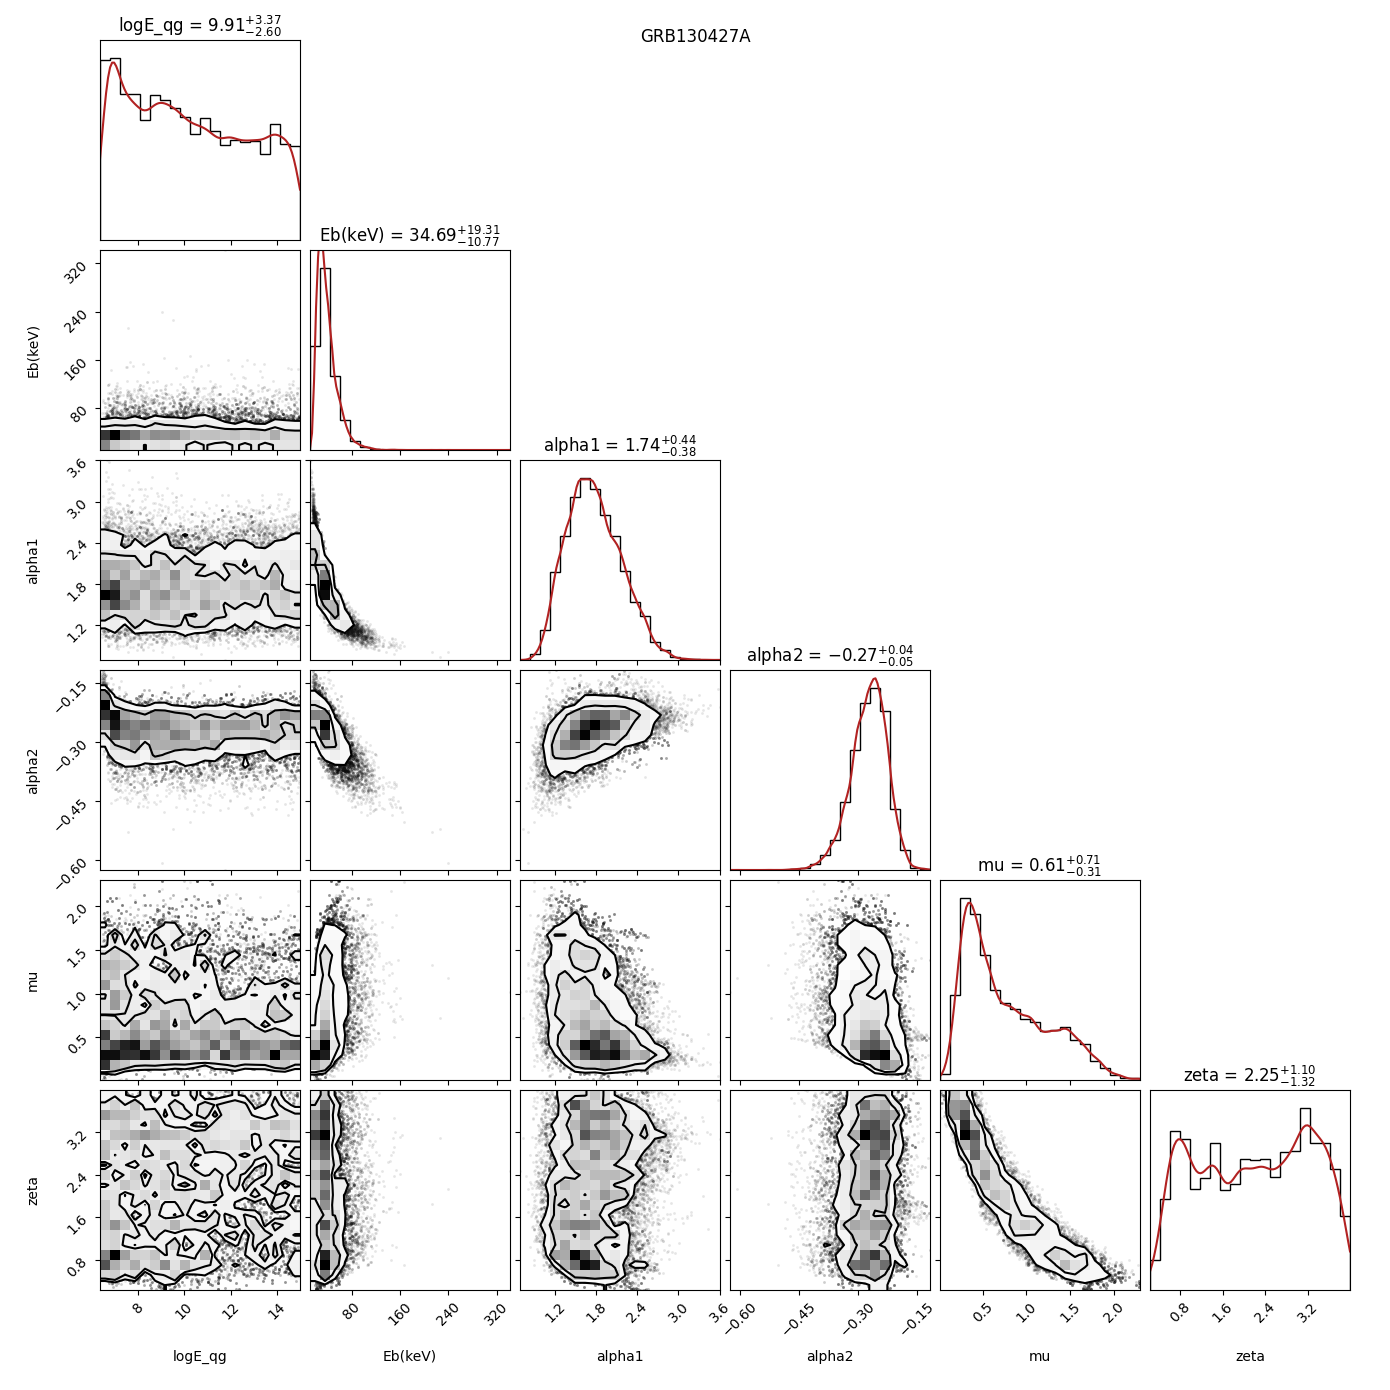 GRB130427A
logE_qg = 9.91+3.37−2.60
Eb(keV) = 34.69+19.31−10.77
320
240
160
80
Eb(keV)
alpha1 = 1.74+0.44−0.38
3.6
3.0
2.4
1.8
1.2
alpha1
alpha2 = −0.27+0.04−0.05
−0.15
−0.30
−0.45
−0.60
alpha2
mu = 0.61+0.71−0.31
2.0
1.5
1.0
0.5
mu
zeta = 2.25+1.10−1.32
3.2
2.4
1.6
0.8
zeta
8 10 12 14 80 160 240 320 1.2 1.8 2.4 3.0 3.6 −0.60 −0.45 −0.30 −0.15 0.5 1.0 1.5 2.0 0.8 1.6 2.4 3.2
logE_qg Eb(keV) alpha1 alpha2 mu zeta